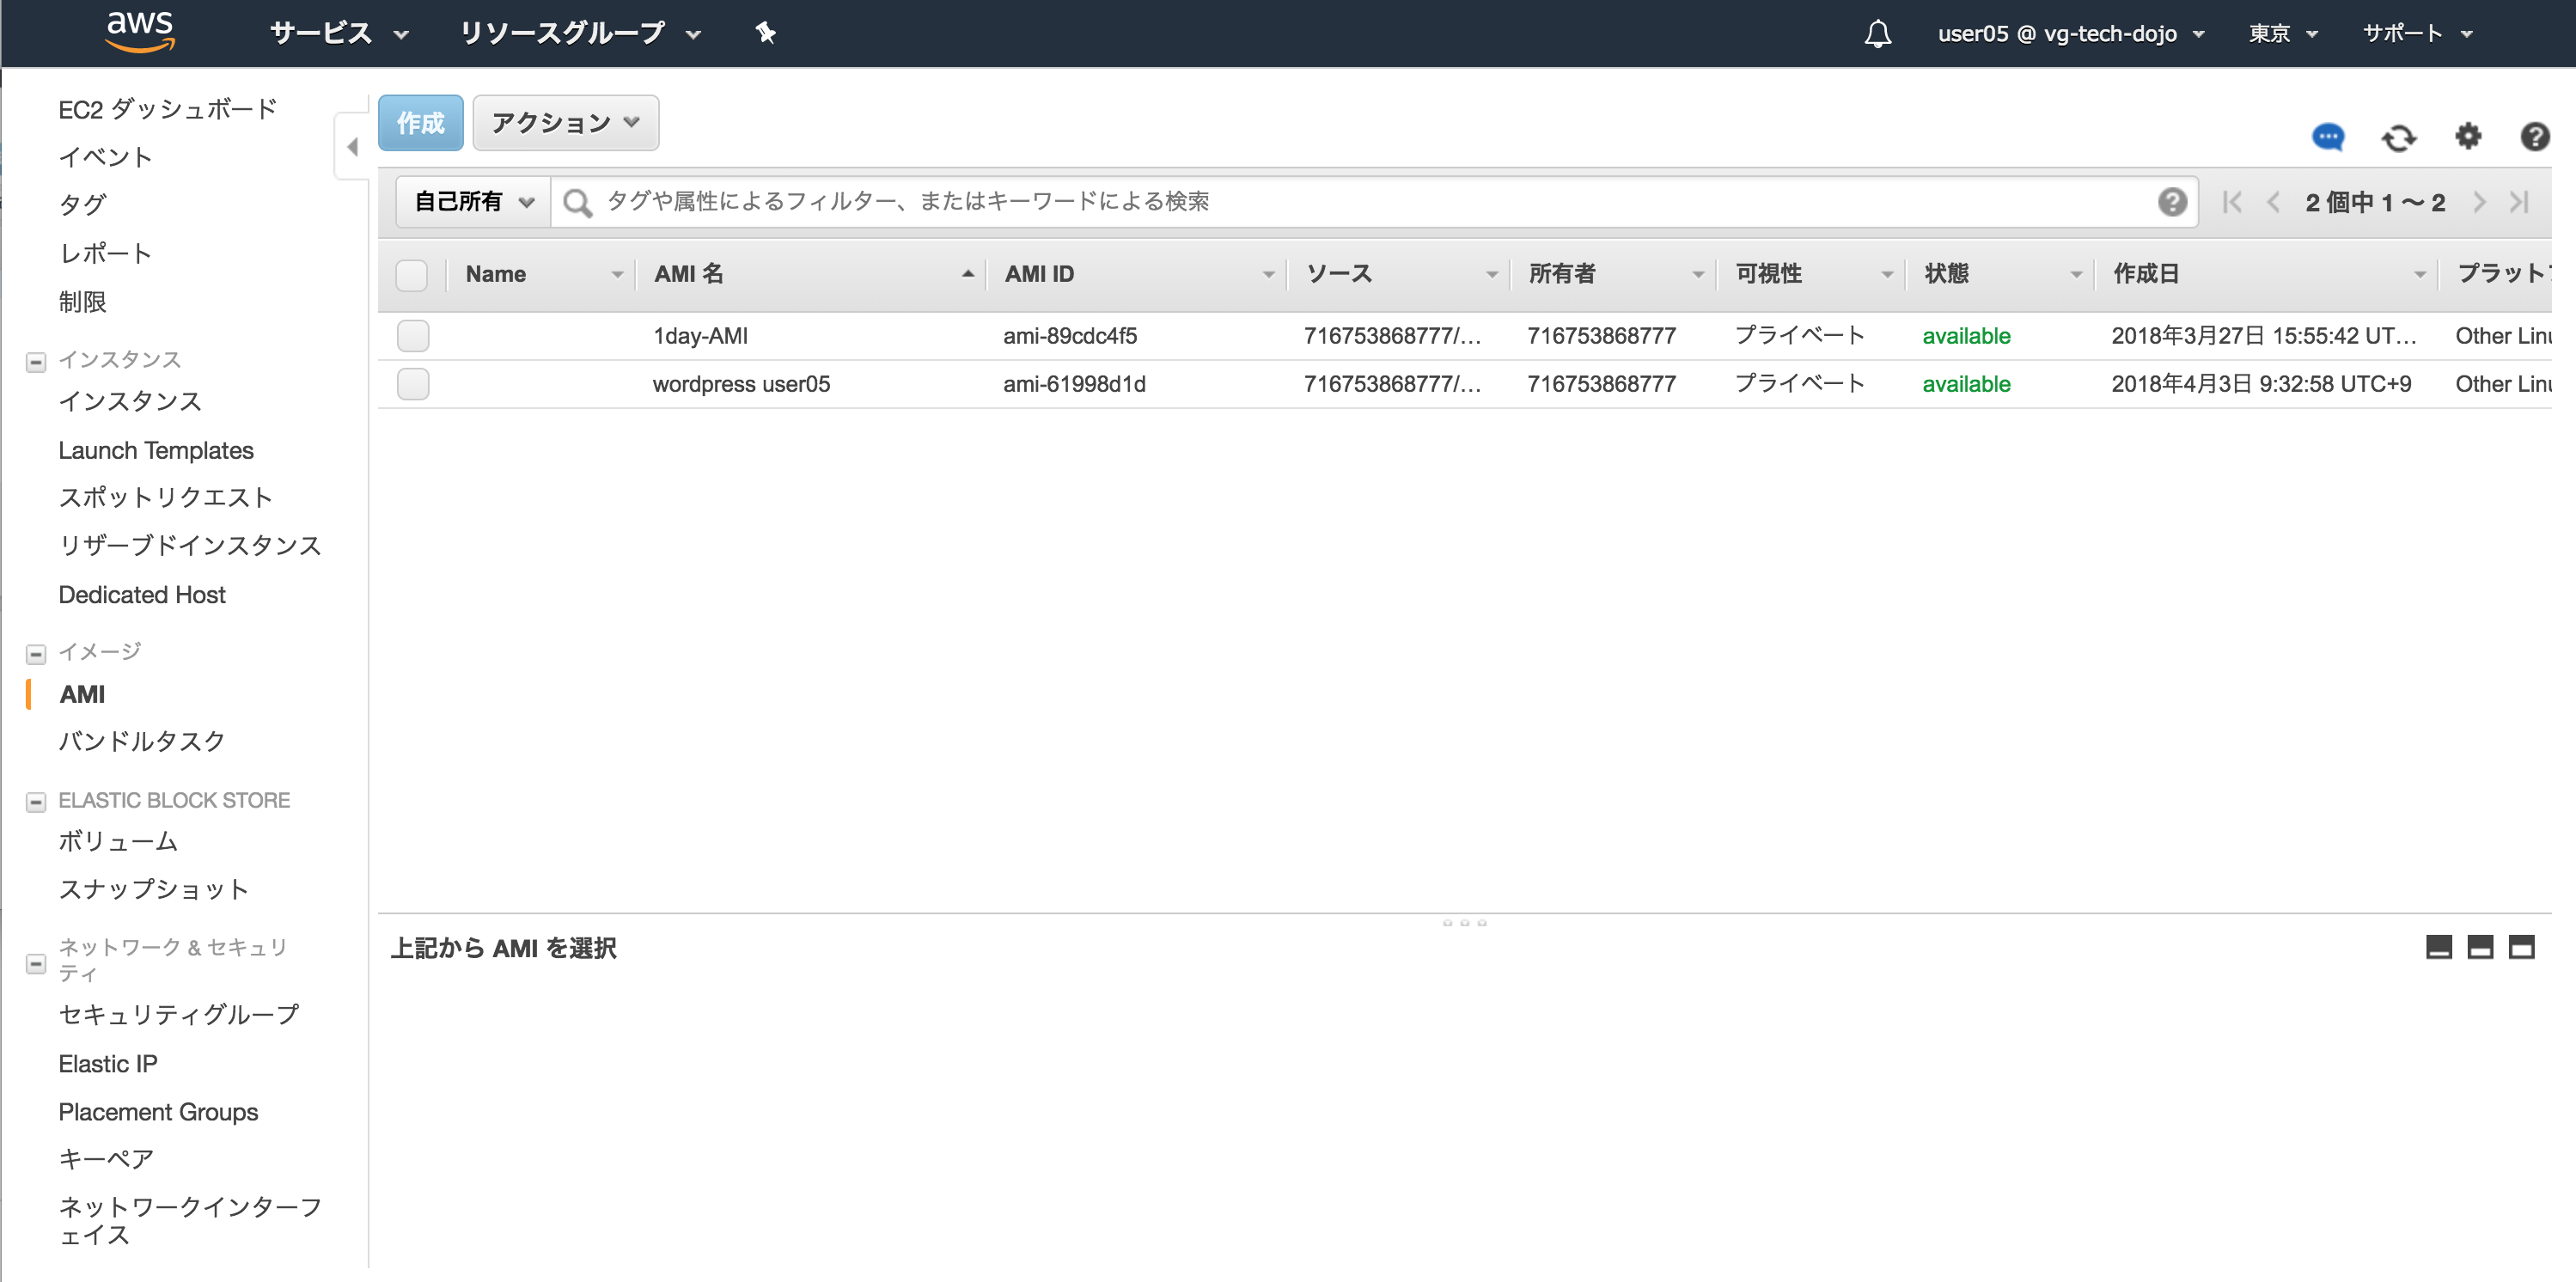 aws サービス リソースグループ user05 @ vg-tech-dojo 東京 サポート
EC2 ダッシュボード
イベント
タグ
レポート
制限
インスタンス
インスタンス
Launch Templates
スポットリクエスト
リザーブドインスタンス
Dedicated Host
イメージ
AMI
バンドルタスク
ELASTIC BLOCK STORE
ボリューム
スナップショット
ネットワーク & セキュリ
ティ
セキュリティグループ
Elastic IP
Placement Groups
キーペア
ネットワークインターフ
ェイス
作成 アクション
自己所有 タグや属性によるフィルター、またはキーワードによる検索 2 個中 1 〜 2
Name AMI 名 AMI ID ソース 所有者 可視性 状態 作成日 プラット
1day-AMI ami-89cdc4f5 716753868777/... 716753868777 プライベート available 2018年3月27日 15:55:42 UT... Other Lin
wordpress user05 ami-61998d1d 716753868777/... 716753868777 プライベート available 2018年4月3日 9:32:58 UTC+9 Other Lin
上記から AMI を選択